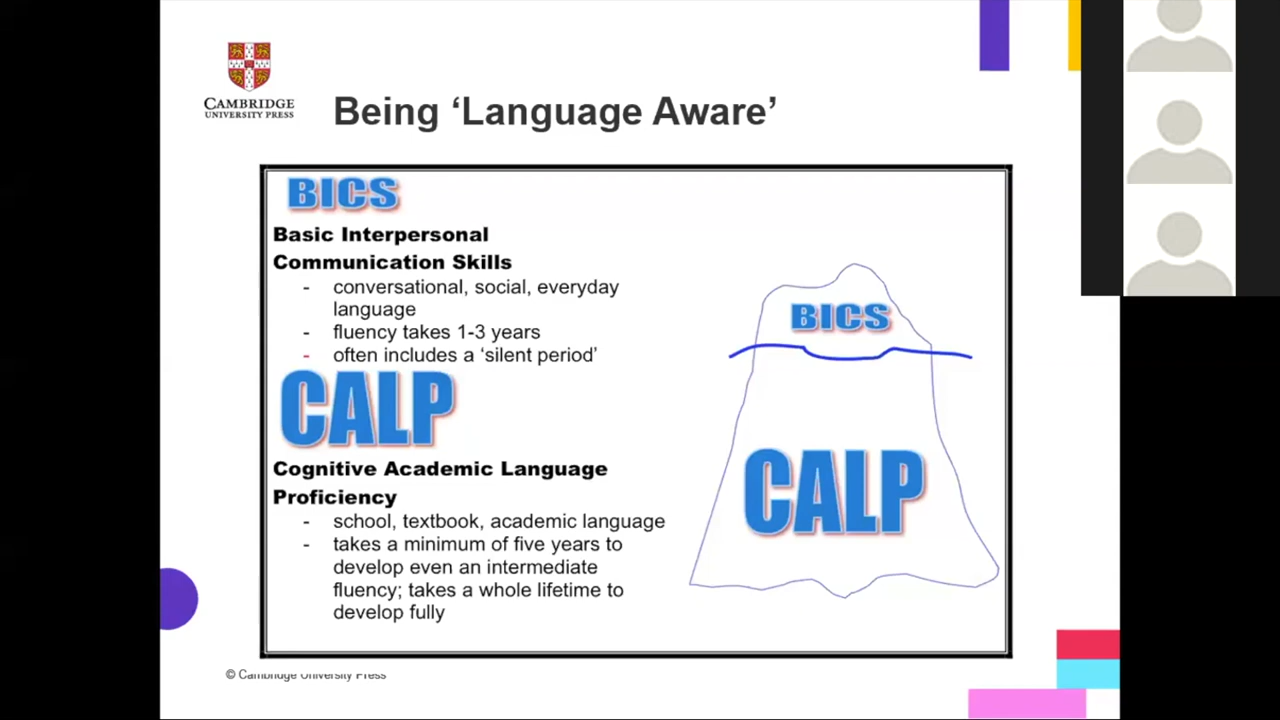 CAMBRIDGE
UNIVERSITY PRESS
Being ‘Language Aware’
BICS
Basic Interpersonal
Communication Skills
- conversational, social, everyday
language
- fluency takes 1-3 years
- often includes a ‘silent period’
CALP
Cognitive Academic Language
Proficiency
- school, textbook, academic language
- takes a minimum of five years to
develop even an intermediate
fluency; takes a whole lifetime to
develop fully
BICS
CALP
© Cambridge University Press